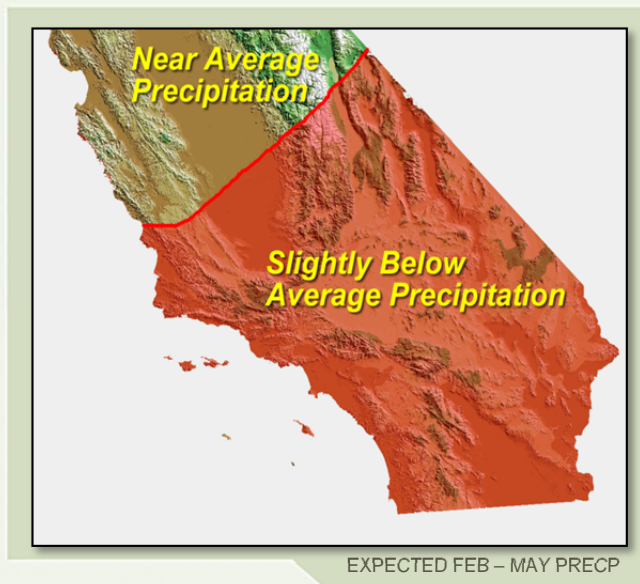 Near Average
Precipitation
Slightly Below
Average Precipitation
EXPECTED FEB – MAY PRECP